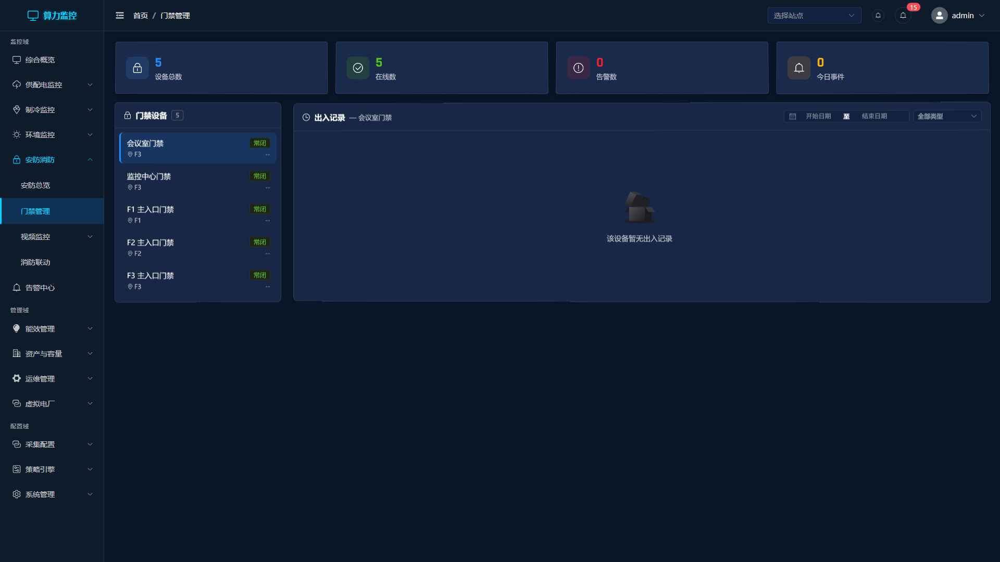 算力监控
首页 / 门禁管理
选择站点
15
admin
监控域
综合概览
供配电监控
制冷监控
环境监控
安防消防
安防总览
门禁管理
视频监控
消防联动
告警中心
管理域
能效管理
资产与容量
运维管理
虚拟电厂
配置域
采集配置
策略引擎
系统管理
5
设备总数
5
在线数
0
告警数
0
今日事件
门禁设备 5
会议室门禁 常闭
F3 --
监控中心门禁 常闭
F3 --
F1 主入口门禁 常闭
F1 --
F2 主入口门禁 常闭
F2 --
F3 主入口门禁 常闭
F3 --
出入记录 — 会议室门禁
开始日期 至 结束日期
全部类型
该设备暂无出入记录